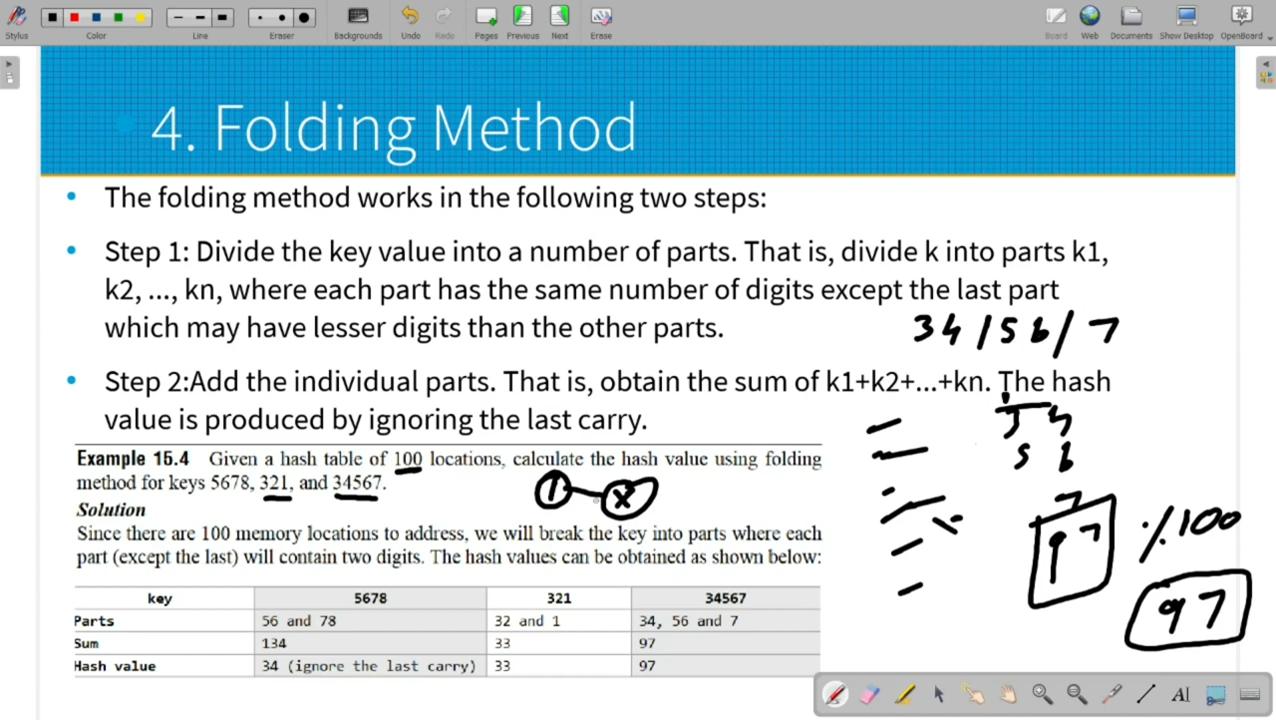 Stylus
Color
Line
Eraser
Backgrounds
Undo
Redo
Pages
Previous
Next
Erase
Board
Web
Documents
Show Desktop
OpenBoard
4. Folding Method
• The folding method works in the following two steps:
• Step 1: Divide the key value into a number of parts. That is, divide k into parts k1,
k2, ..., kn, where each part has the same number of digits except the last part
which may have lesser digits than the other parts.
34 / 56 / 7
• Step 2:Add the individual parts. That is, obtain the sum of k1+k2+...+kn. The hash
value is produced by ignoring the last carry.
1
34
56
7
97
% 100
97
Example 15.4 Given a hash table of 100 locations, calculate the hash value using folding
method for keys 5678, 321, and 34567.
1 X
Solution
Since there are 100 memory locations to address, we will break the key into parts where each
part (except the last) will contain two digits. The hash values can be obtained as shown below:
key 5678 321 34567
Parts 56 and 78 32 and 1 34, 56 and 7
Sum 134 33 97
Hash value 34 (ignore the last carry) 33 97
AI